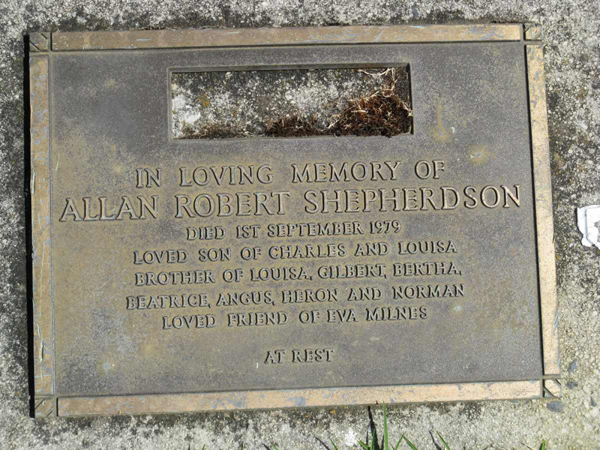 IN LOVING MEMORY OF
ALLAN ROBERT SHEPHERDSON
DIED 1ST SEPTEMBER 1979
LOVED SON OF CHARLES AND LOUISA
BROTHER OF LOUISA, GILBERT, BERTHA,
BEATRICE, ANGUS, HERON AND NORMAN
LOVED FRIEND OF EVA MILNES
AT REST